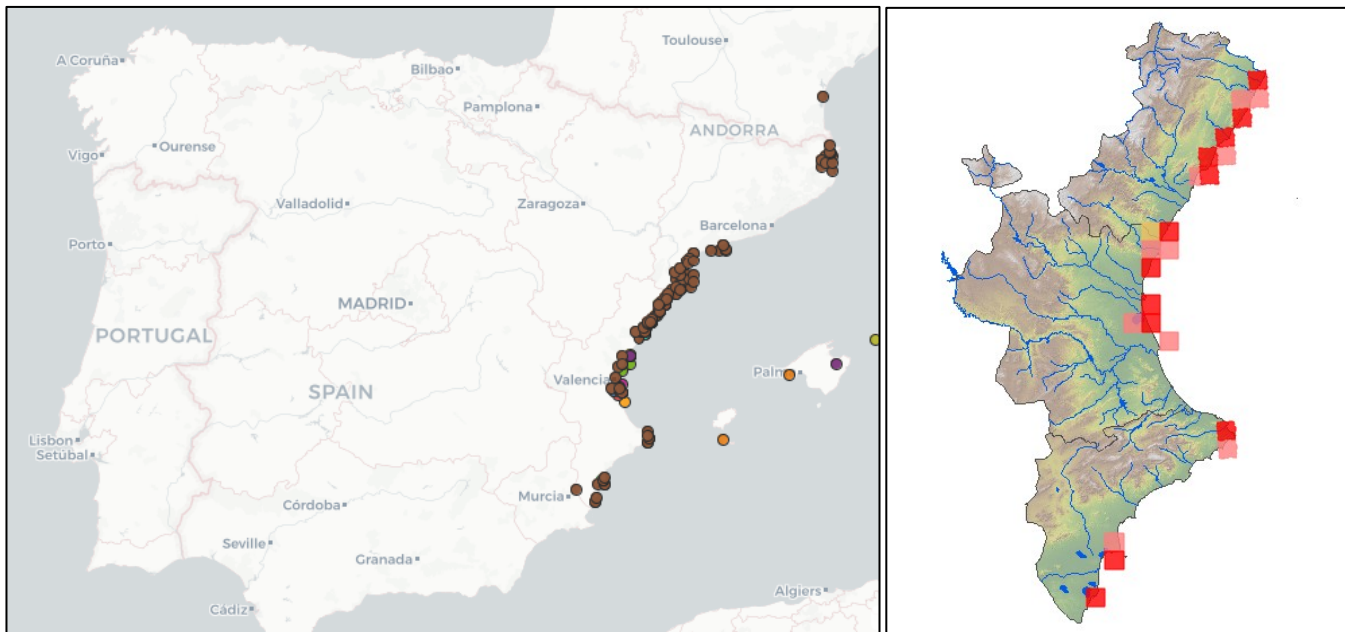 Toulouse
A Coruña
Bilbao
Pamplona
ANDORRA
Vigo
Ourense
Valladolid
Zaragoza
Barcelona
Porto
MADRID
PORTUGAL
SPAIN
Valencia
Palm
Lisbon
Setúbal
Murcia
Córdoba
Seville
Granada
Algiers
Cádiz